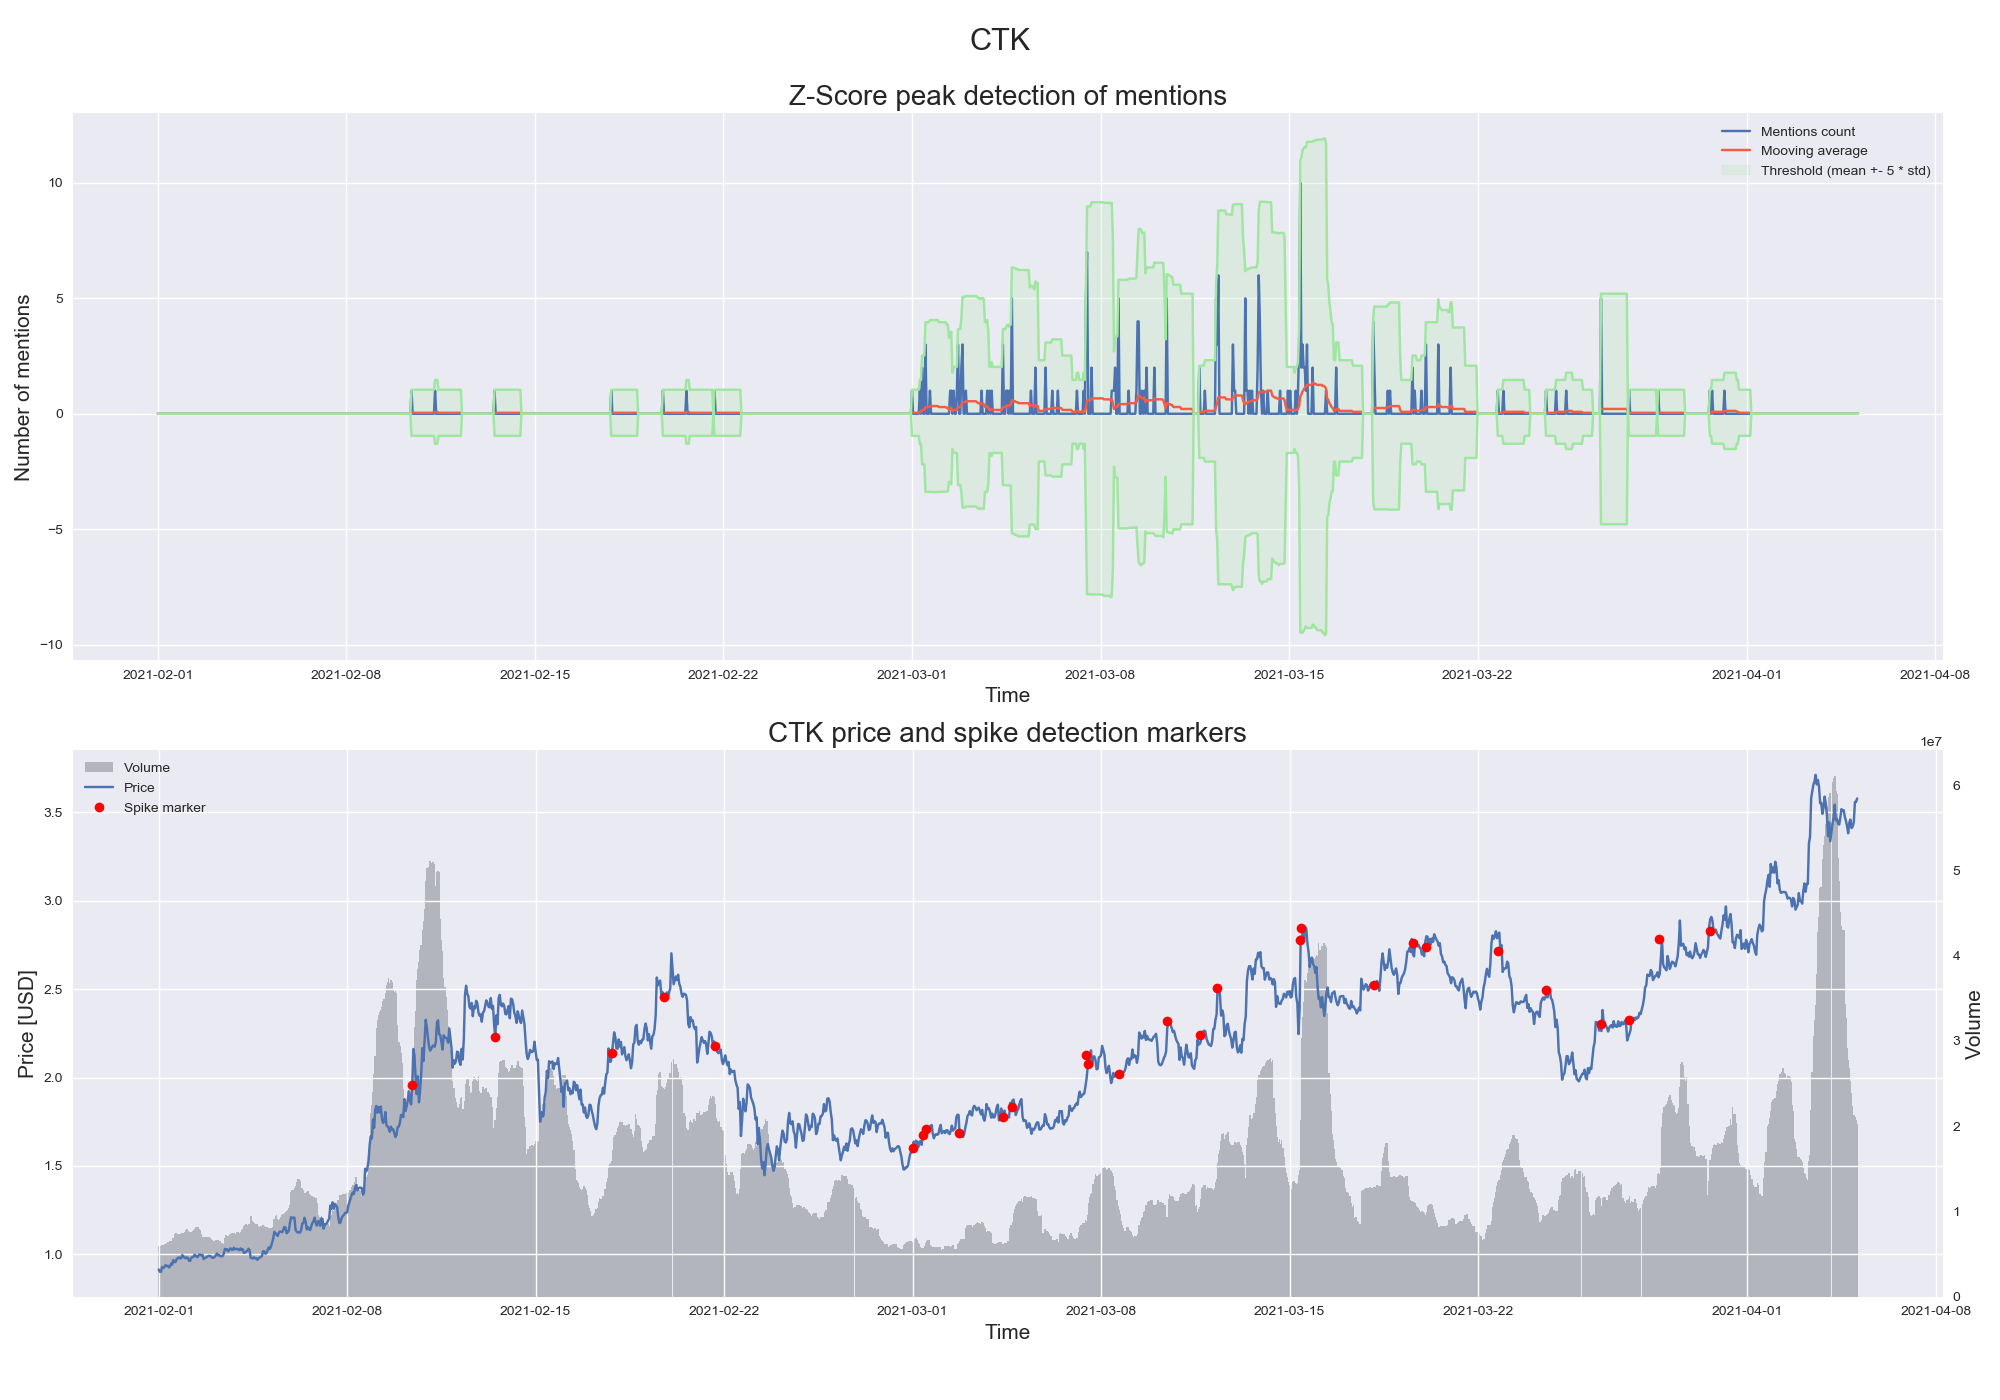 CTK
Z-Score peak detection of mentions
Mentions count
Mooving average
Threshold (mean +- 5 * std)
Number of mentions
10
5
0
−5
−10
2021-02-01 2021-02-08 2021-02-15 2021-02-22 2021-03-01 2021-03-08 2021-03-15 2021-03-22 2021-04-01 2021-04-08
Time
CTK price and spike detection markers
1e7
Volume
Price
Spike marker
Price [USD]
3.5
3.0
2.5
2.0
1.5
1.0
6
5
4
3
2
1
0
Volume
2021-02-01 2021-02-08 2021-02-15 2021-02-22 2021-03-01 2021-03-08 2021-03-15 2021-03-22 2021-04-01 2021-04-08
Time